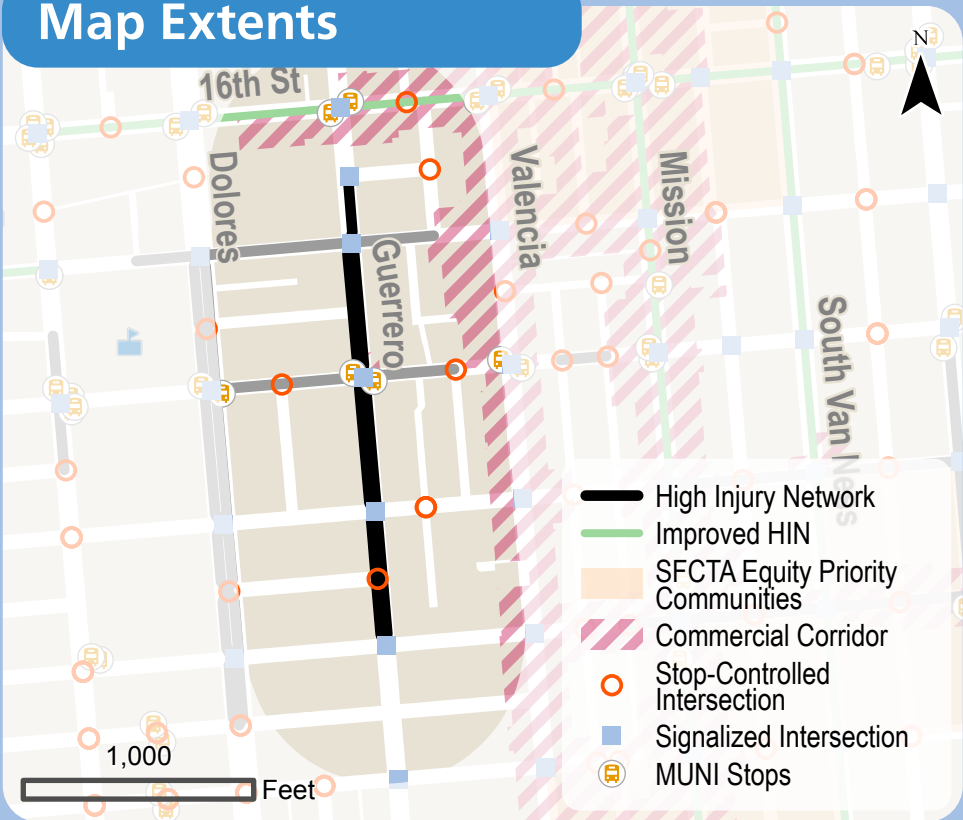 Map Extents
16th St
N
Dolores
Guerrero
Valencia
Mission
South Van Ness
High Injury Network
Improved HIN
SFCTA Equity Priority
Communities
Commercial Corridor
Stop-Controlled
Intersection
Signalized Intersection
MUNI Stops
1,000
Feet